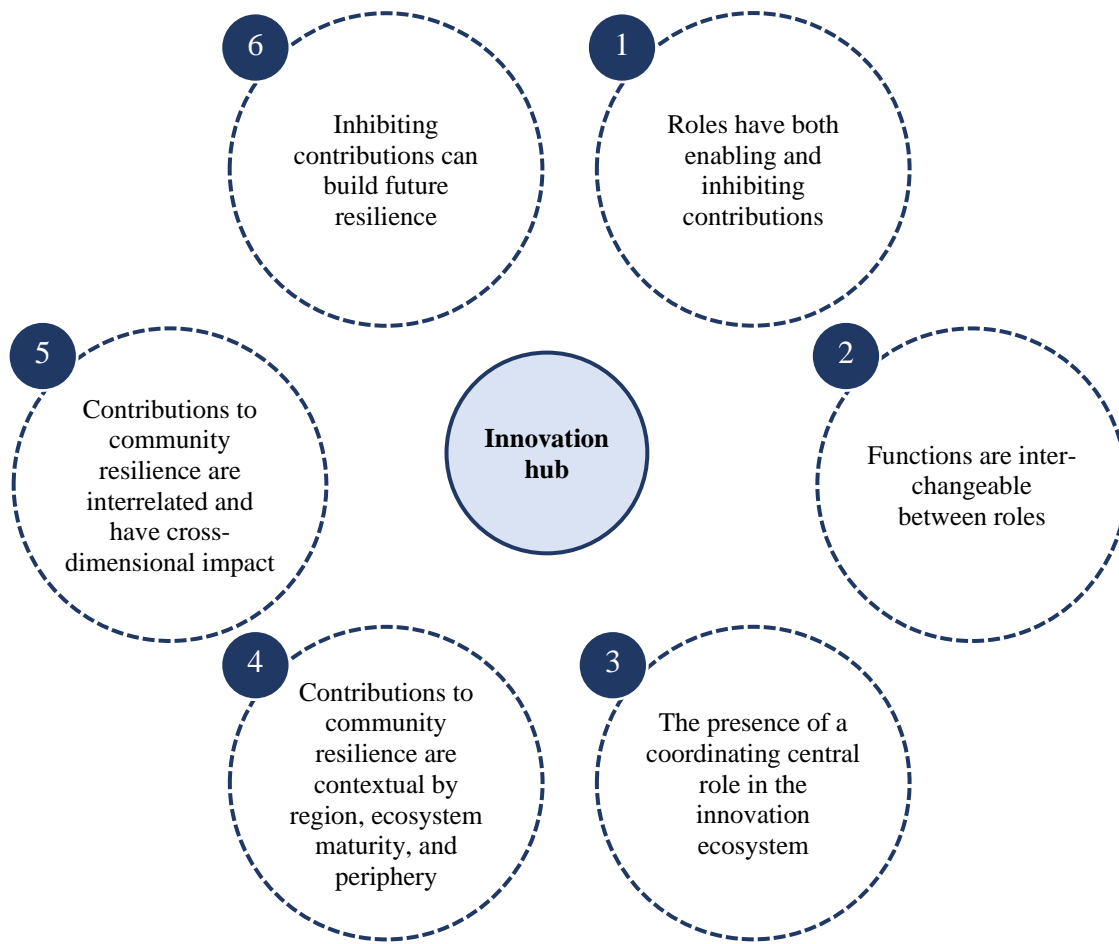 6
Inhibiting
contributions can
build future
resilience
1
Roles have both
enabling and
inhibiting
contributions
5
Contributions to
community
resilience are
interrelated and
have cross-
dimensional impact
Innovation
hub
2
Functions are inter-
changeable
between roles
4
Contributions to
community
resilience are
contextual by
region, ecosystem
maturity, and
periphery
3
The presence of a
coordinating central
role in the
innovation
ecosystem